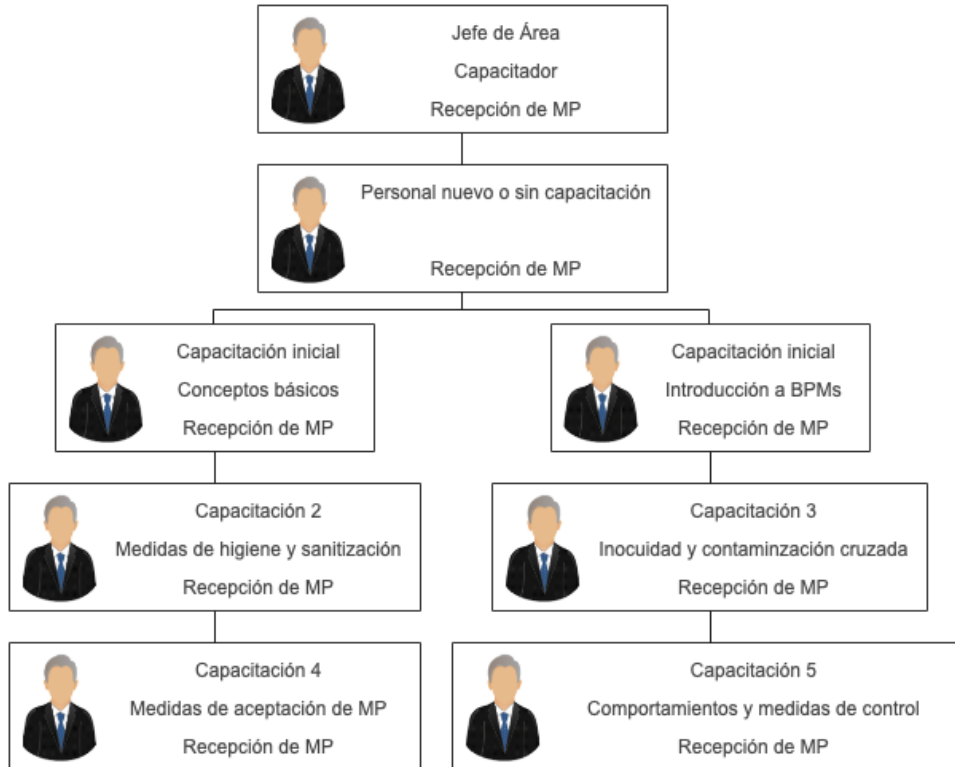 Jefe de Área
Capacitador
Recepción de MP
Personal nuevo o sin capacitación
Recepción de MP
Capacitación inicial
Conceptos básicos
Recepción de MP
Capacitación inicial
Introducción a BPMs
Recepción de MP
Capacitación 2
Medidas de higiene y sanitización
Recepción de MP
Capacitación 3
Inocuidad y contaminzación cruzada
Recepción de MP
Capacitación 4
Medidas de aceptación de MP
Recepción de MP
Capacitación 5
Comportamientos y medidas de control
Recepción de MP